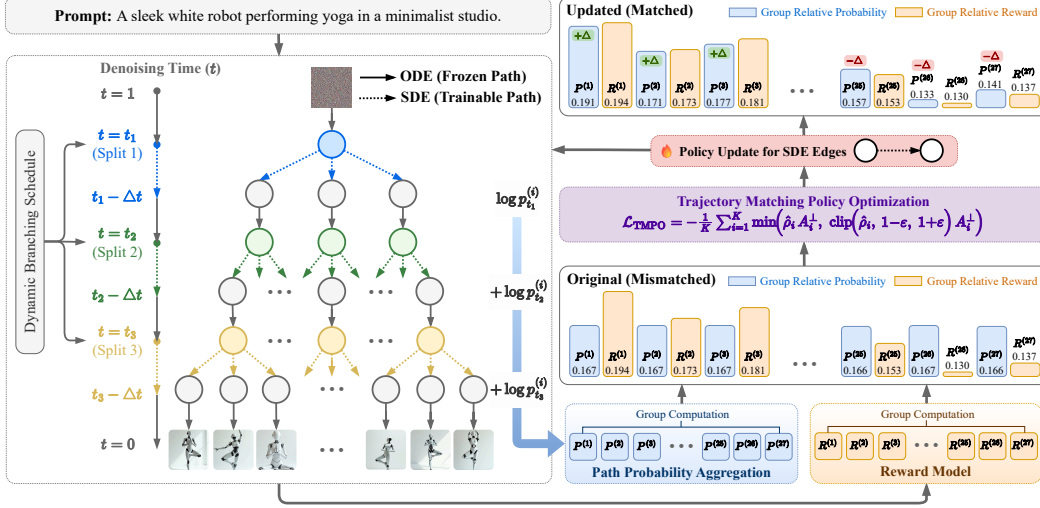 Prompt: A sleek white robot performing yoga in a minimalist studio.
Denoising Time (t)
t = 1
t = t₁
(Split 1)
t₁ − Δt
t = t₂
(Split 2)
t₂ − Δt
t = t₃
(Split 3)
t₃ − Δt
t = 0
Dynamic Branching Schedule
ODE (Frozen Path)
SDE (Trainable Path)
log p_{t₁}^{(i)}
+ log p_{t₂}^{(i)}
+ log p_{t₃}^{(i)}
Updated (Matched)
Group Relative Probability
Group Relative Reward
+Δ +Δ +Δ −Δ −Δ −Δ
P⁽¹⁾ R⁽¹⁾ P⁽²⁾ R⁽²⁾ P⁽³⁾ R⁽³⁾ P⁽²⁵⁾ R⁽²⁵⁾ P⁽²⁶⁾ R⁽²⁶⁾ P⁽²⁷⁾ R⁽²⁷⁾
0.191 0.194 0.171 0.173 0.177 0.181 0.157 0.153 0.133 0.130 0.141 0.137
Policy Update for SDE Edges
Trajectory Matching Policy Optimization
𝓛_TMPO = −1/K ∑_{i=1}^{K} min(ρ̂ᵢ Aᵢ^⊥, clip(ρ̂ᵢ, 1−ε, 1+ε) Aᵢ^⊥)
Original (Mismatched)
Group Relative Probability
Group Relative Reward
P⁽¹⁾ R⁽¹⁾ P⁽²⁾ R⁽²⁾ P⁽³⁾ R⁽³⁾ P⁽²⁵⁾ R⁽²⁵⁾ P⁽²⁶⁾ R⁽²⁶⁾ P⁽²⁷⁾ R⁽²⁷⁾
0.167 0.194 0.167 0.173 0.167 0.181 0.166 0.153 0.167 0.130 0.166 0.137
Group Computation
P⁽¹⁾ P⁽²⁾ P⁽³⁾ P⁽²⁵⁾ P⁽²⁶⁾ P⁽²⁷⁾
Path Probability Aggregation
Group Computation
R⁽¹⁾ R⁽²⁾ R⁽³⁾ R⁽²⁵⁾ R⁽²⁶⁾ R⁽²⁷⁾
Reward Model